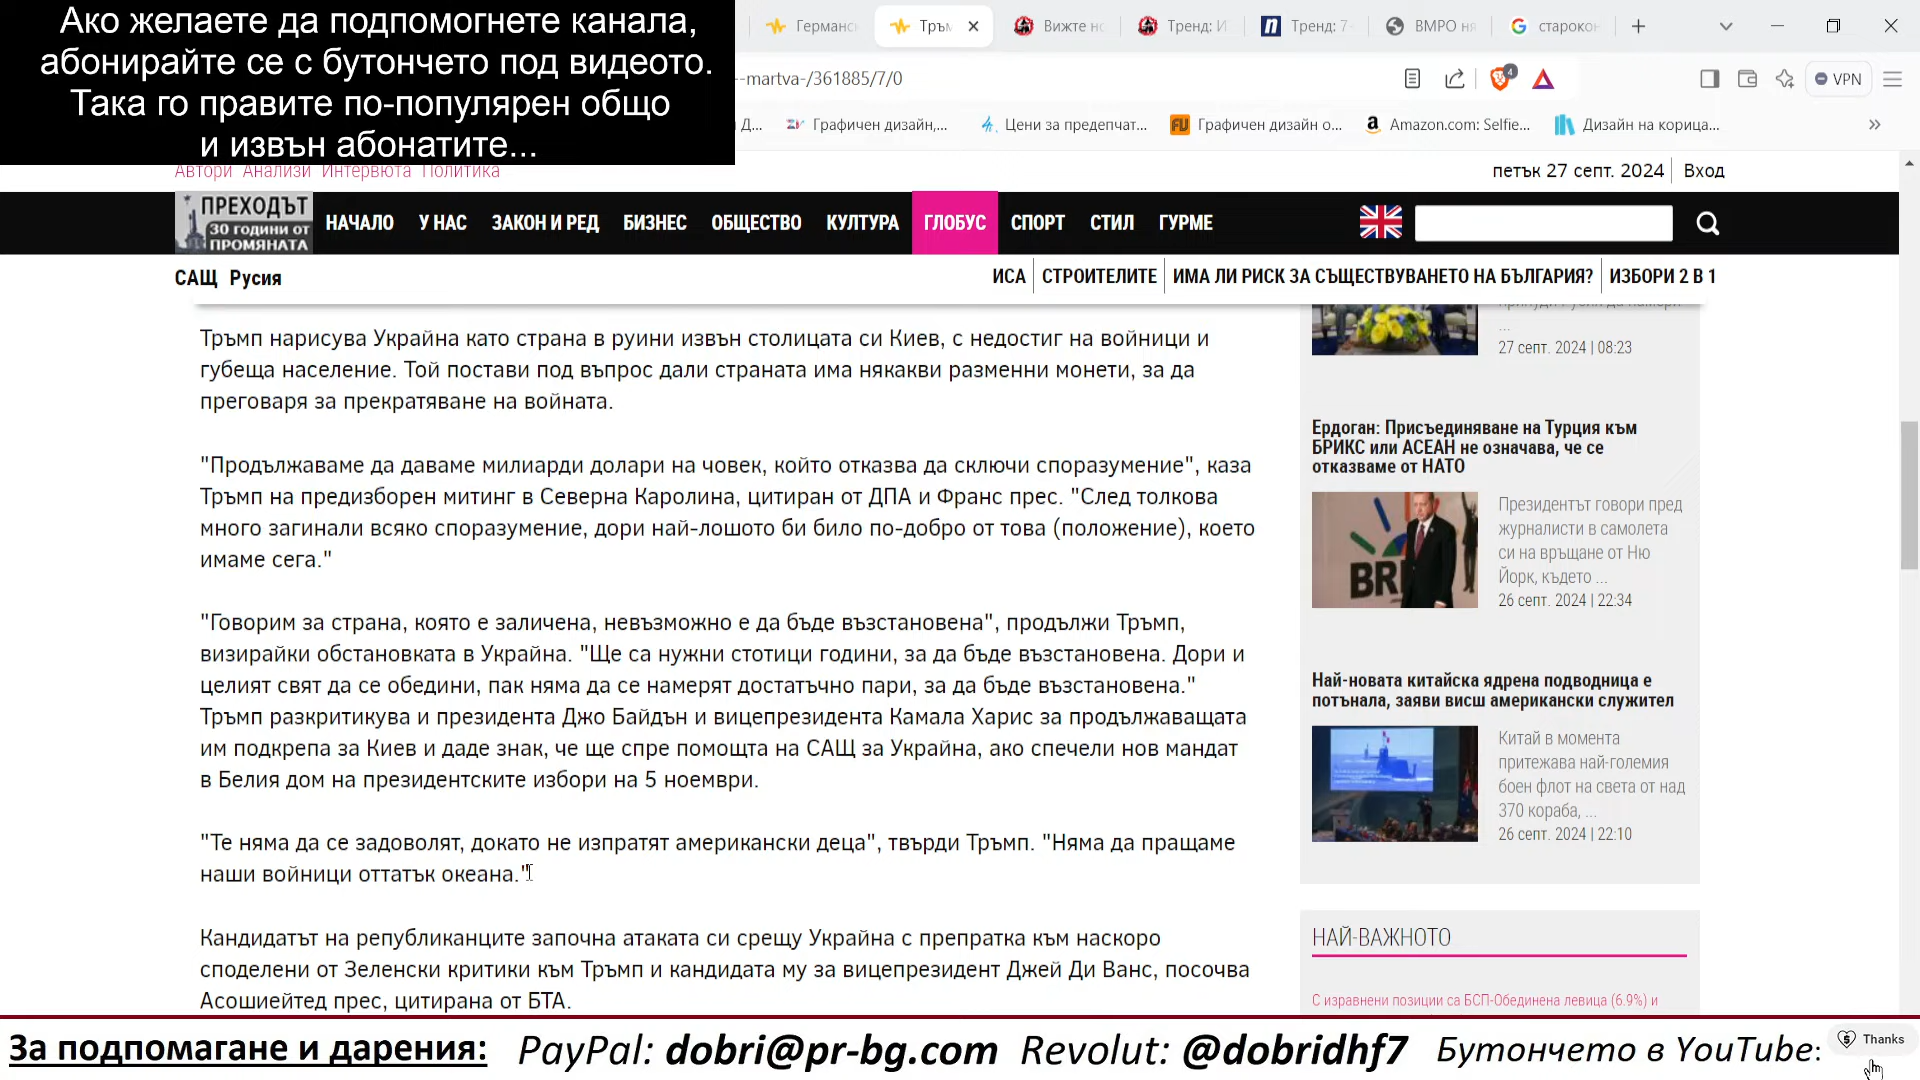 Ако желаете да подпомогнете канала,
абонирайте се с бутончето под видеото.
Така го правите по-популярен общо
и извън абонатите...
Германс
Тръм
Вижте но
Тренд: И
Тренд: 7
ВМРО ня
староко
--martva-/361885/7/0
4
VPN
Д...
Графичен дизайн,...
Цени за предепчат...
Графичен дизайн о...
Amazon.com: Selfie...
Дизайн на корица...
Автори Анализи Интервюта Политика
петък 27 септ. 2024
Вход
ПРЕХОДЪТ
30 години от
ПРОМЯНАТА
НАЧАЛО У НАС ЗАКОН И РЕД БИЗНЕС ОБЩЕСТВО КУЛТУРА ГЛОБУС СПОРТ СТИЛ ГУРМЕ
САЩ Русия
ИСА СТРОИТЕЛИТЕ ИМА ЛИ РИСК ЗА СЪЩЕСТВУВАНЕТО НА БЪЛГАРИЯ? ИЗБОРИ 2 В 1
Тръмп нарисува Украйна като страна в руини извън столицата си Киев, с недостиг на войници и
губеща население. Той постави под въпрос дали страната има някакви разменни монети, за да
преговаря за прекратяване на войната.
"Продължаваме да даваме милиарди долари на човек, който отказва да сключи споразумение", каза
Тръмп на предизборен митинг в Северна Каролина, цитиран от ДПА и Франс прес. "След толкова
много загинали всяко споразумение, дори най-лошото би било по-добро от това (положение), което
имаме сега."
"Говорим за страна, която е заличена, невъзможно е да бъде възстановена", продължи Тръмп,
визирайки обстановката в Украйна. "Ще са нужни стотици години, за да бъде възстановена. Дори и
целият свят да се обедини, пак няма да се намерят достатъчно пари, за да бъде възстановена."
Тръмп разкритикува и президента Джо Байдън и вицепрезидента Камала Харис за продължаващата
им подкрепа за Киев и даде знак, че ще спре помощта на САЩ за Украйна, ако спечели нов мандат
в Белия дом на президентските избори на 5 ноември.
"Те няма да се задоволят, докато не изпратят американски деца", твърди Тръмп. "Няма да пращаме
наши войници оттатък океана."
Кандидатът на републиканците започна атаката си срещу Украйна с препратка към наскоро
споделени от Зеленски критики към Тръмп и кандидата му за вицепрезидент Джей Ди Ванс, посочва
Асошиейтед прес, цитирана от БТА.
...
27 септ. 2024 | 08:23
Ердоган: Присъединяване на Турция към
БРИКС или АСЕАН не означава, че се
отказваме от НАТО
BRI
Президентът говори пред
журналисти в самолета
си на връщане от Ню
Йорк, където ...
26 септ. 2024 | 22:34
Най-новата китайска ядрена подводница е
потънала, заяви висш американски служител
Китай в момента
притежава най-големия
боен флот на света от над
370 кораба, ...
26 септ. 2024 | 22:10
НАЙ-ВАЖНОТО
С изравнени позиции са БСП-Обединена левица (6.9%) и
За подпомагане и дарения: PayPal: dobri@pr-bg.com Revolut: @dobridhf7 Бутончето в YouTube:
Thanks